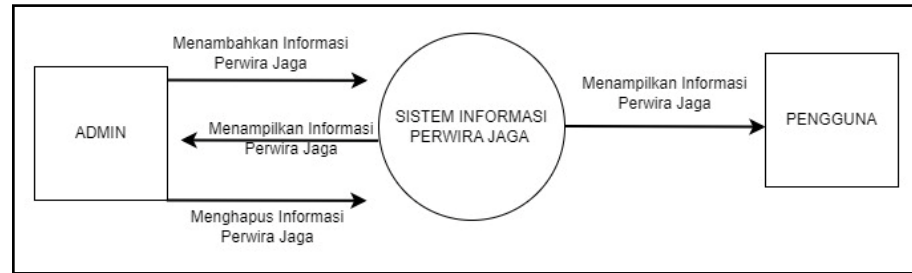 Menambahkan Informasi
Perwira Jaga
ADMIN
Menampilkan Informasi
Perwira Jaga
Menghapus Informasi
Perwira Jaga
SISTEM INFORMASI
PERWIRA JAGA
Menampilkan Informasi
Perwira Jaga
PENGGUNA